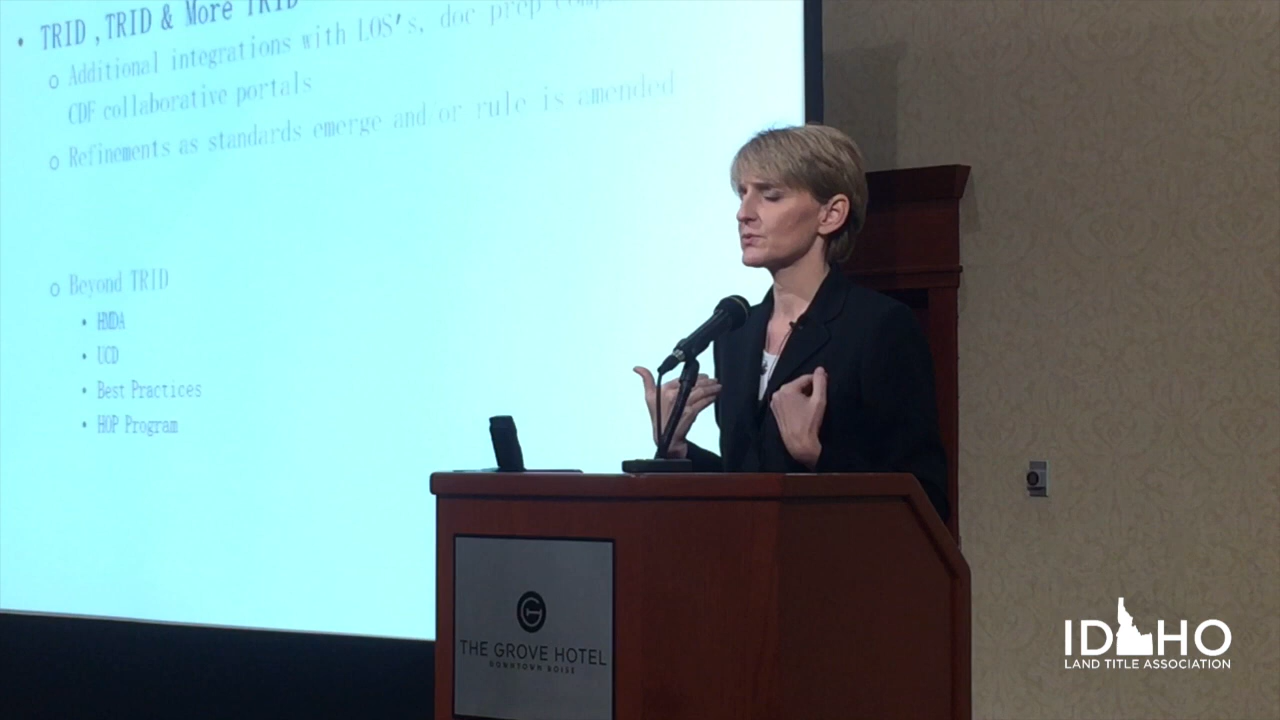 • TRID ,TRID & More TRID
o Additional integrations with LOS's, doc prep
CDF collaborative portals
o Refinements as standards emerge and or rule is amended
o Beyond TRID
• HMDA
• UCD
• Best Practices
• HOP Program
THE GROVE HOTEL
DOWNTOWN BOISE
IDAHO
LAND TITLE ASSOCIATION